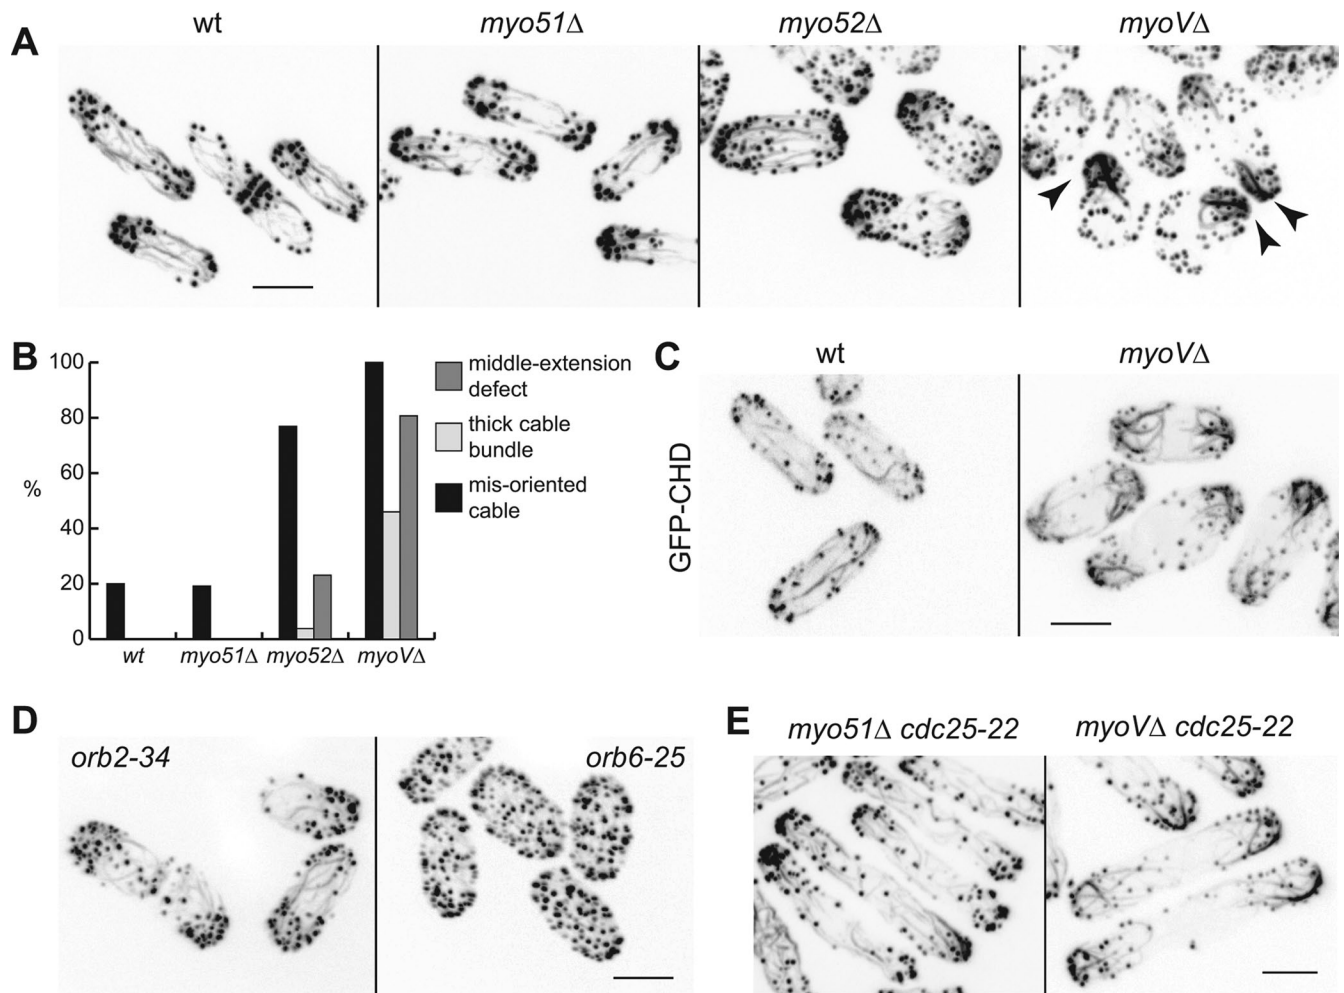 A
wt
myo51Δ
myo52Δ
myoVΔ
B
100
80
60
40
20
0
%
wt
myo51Δ
myo52Δ
myoVΔ
middle-extension
defect
thick cable
bundle
mis-oriented
cable
C
wt
myoVΔ
GFP-CHD
D
orb2-34
orb6-25
E
myo51Δ cdc25-22
myoVΔ cdc25-22